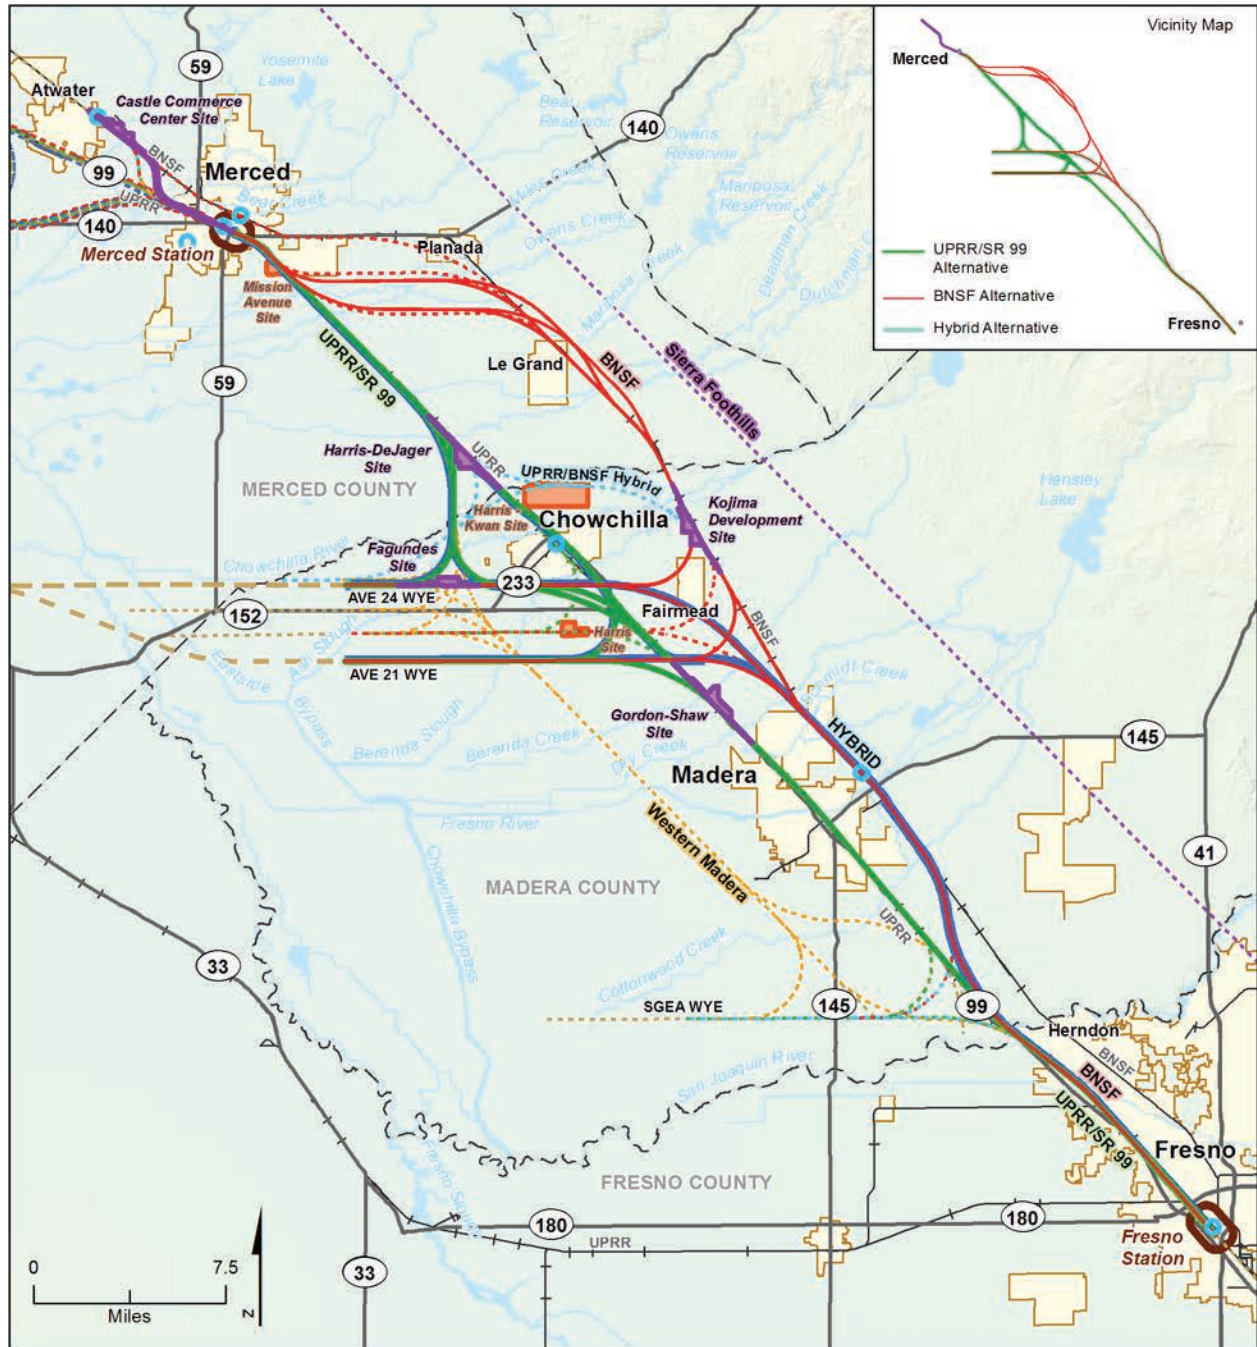 Vicinity Map
Merced
UPRR/SR 99
Alternative
BNSF Alternative
Hybrid Alternative
Fresno
59
Yosemite
Lake
Atwater
Castle Commerce
Center Site
Bear
Reservoir
140
Owens
Reservoir
BNSF
99
Merced
Mariposa
Reservoir
UPRR
Bear Creek
Miles Creek
140
Owens Creek
Deadman Creek
Planada
Merced Station
Dutchman C
Mission
Avenue
Site
Mariposa Creek
UPRR/SR 99
Le Grand
BNSF
59
Sierra Foothills
Harris-DeJager
Site
UPRR
UPRR/BNSF Hybrid
MERCED COUNTY
Hensley
Lake
Kojima
Development
Site
Harris
Kwan Site
Chowchilla
Fagundes
Site
Chowchilla River
233
AVE 24 WYE
152
Fairmead
BNSF
Harris
Site
Ash Slough
Eastside
Bypass
AVE 21 WYE
Schmidt Creek
Berenda Slough
Berenda Creek
Gordon-Shaw
Site
HYBRID
145
Dry Creek
Madera
Fresno River
Western Madera
41
Chowchilla Bypass
MADERA COUNTY
UPRR
33
Cottonwood Creek
SGEA WYE
145
99
Herndon
San Joaquin River
BNSF
BNSF
UPRR/SR 99
Fresno
Fresno Slough
FRESNO COUNTY
180
180
UPRR
Fresno
Station
33
0
7.5
Miles
N